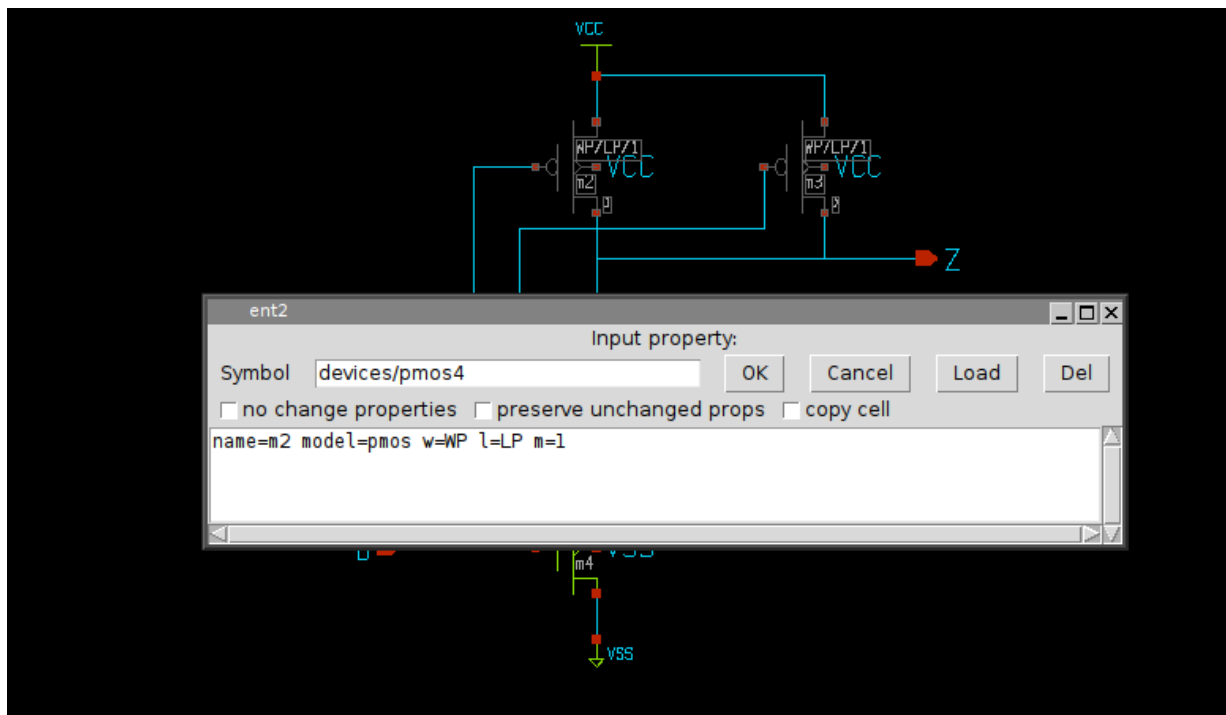 VCC
WP/LP/1 WP/LP/1
VCC VCC
m2 m3
Z
ent2
Input property:
Symbol devices/pmos4 OK Cancel Load Del
no change properties preserve unchanged props copy cell
name=m2 model=pmos w=WP l=LP m=1
m4
VSS